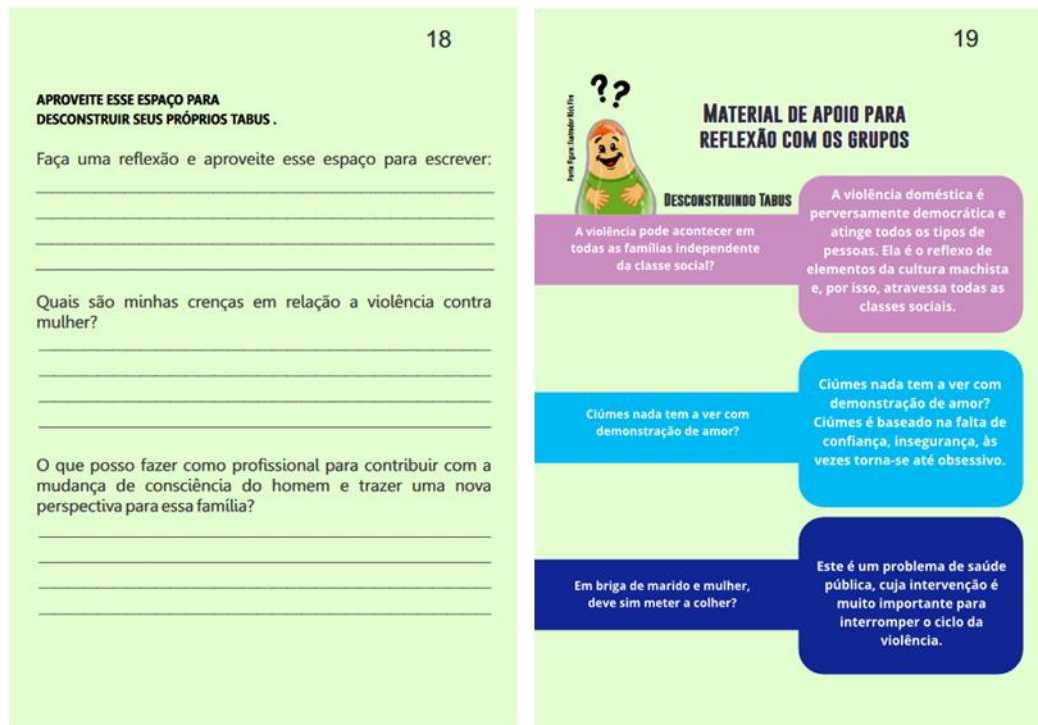 18
APROVEITE ESSE ESPAÇO PARA
DESCONSTRUIR SEUS PRÓPRIOS TABUS .
Faça uma reflexão e aproveite esse espaço para escrever:
Quais são minhas crenças em relação a violência contra
mulher?
O que posso fazer como profissional para contribuir com a
mudança de consciência do homem e trazer uma nova
perspectiva para essa família?
19
??
Fonte Figura: Ilustrador Rick Fire
MATERIAL DE APOIO PARA
REFLEXÃO COM OS GRUPOS
DESCONSTRUINDO TABUS
A violência pode acontecer em
todas as famílias independente
da classe social?
A violência doméstica é
perversamente democrática e
atinge todos os tipos de
pessoas. Ela é o reflexo de
elementos da cultura machista
e, por isso, atravessa todas as
classes sociais.
Ciúmes nada tem a ver com
demonstração de amor?
Ciúmes nada tem a ver com
demonstração de amor?
Ciúmes é baseado na falta de
confiança, insegurança, às
vezes torna-se até obsessivo.
Em briga de marido e mulher,
deve sim meter a colher?
Este é um problema de saúde
pública, cuja intervenção é
muito importante para
interromper o ciclo da
violência.